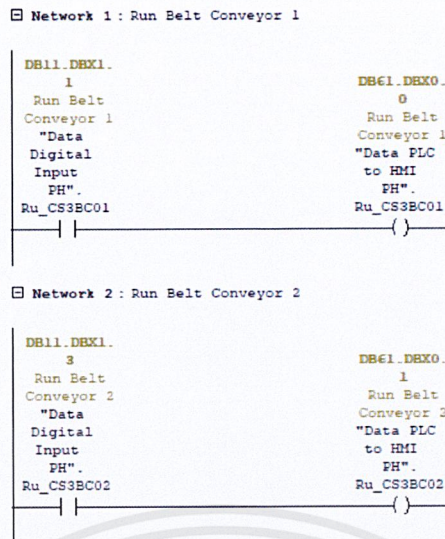 Network 1 : Run Belt Conveyor 1
DB11.DBX1.
1
Run Belt
Conveyor 1
"Data
Digital
Input
PH".
Ru_CS3BC01
DB61.DBX0.
0
Run Belt
Conveyor 1
"Data PLC
to HMI
PH".
Ru_CS3BC01
Network 2 : Run Belt Conveyor 2
DB11.DBX1.
3
Run Belt
Conveyor 2
"Data
Digital
Input
PH".
Ru_CS3BC02
DB61.DBX0.
1
Run Belt
Conveyor 2
"Data PLC
to HMI
PH".
Ru_CS3BC02